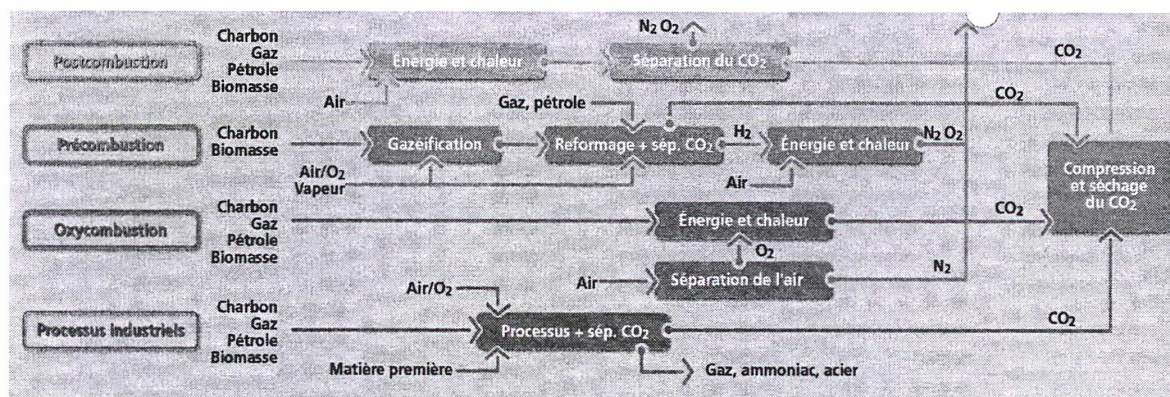 Postcombustion
Charbon
Gaz
Pétrole
Biomasse
Air
Énergie et chaleur
Séparation du CO2
N2 O2
CO2
Précombustion
Charbon
Biomasse
Air/O2
Vapeur
Gazéification
Gaz, pétrole
Reformage + sép. CO2
H2
Air
Énergie et chaleur
N2 O2
CO2
Compression
et séchage
du CO2
Oxycombustion
Charbon
Gaz
Pétrole
Biomasse
Énergie et chaleur
CO2
O2
Air
Séparation de l'air
N2
Processus industriels
Charbon
Gaz
Pétrole
Biomasse
Air/O2
Processus + sép. CO2
CO2
Matière première
Gaz, ammoniac, acier